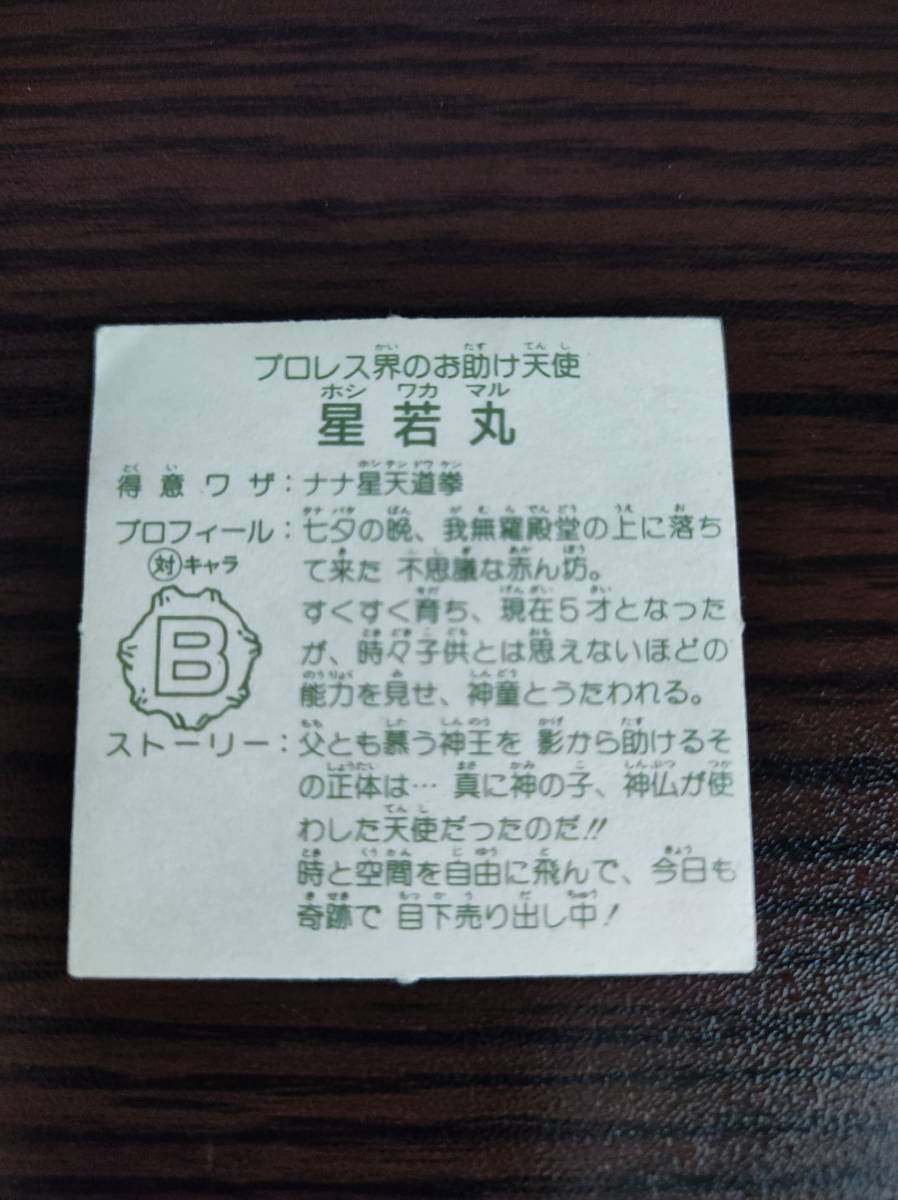 プロレス界のお助け天使
星若丸
得意ワザ：ナナ星天道拳
プロフィール：七夕の晩、我無羅殿堂の上に落ち
て来た 不思議な赤ん坊。
すくすく育ち、現在5才となった
が、時々子供とは思えないほどの
能力を見せ、神童とうたわれる。
対キャラ
B
ストーリー：父とも慕う神王を 影から助けるそ
の正体は… 真に神の子、神仏が使
わした天使だったのだ!!
時と空間を自由に飛んで、今日も
奇跡で 目下売り出し中！